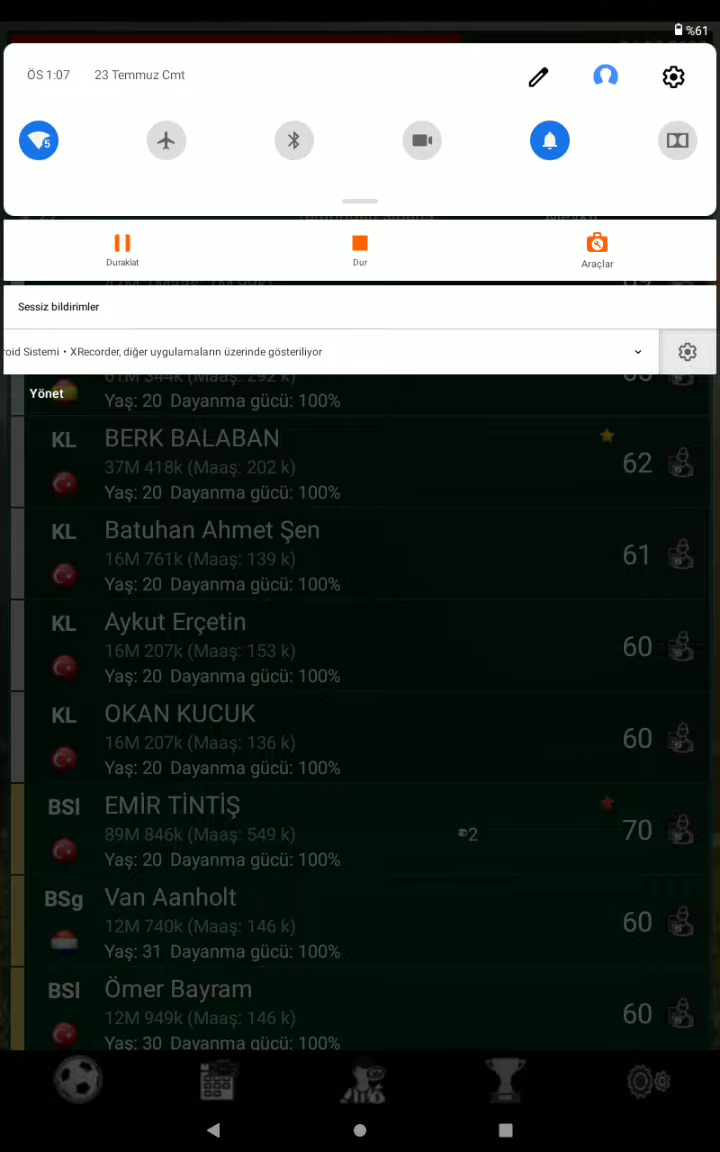 %61
ÖS 1:07 23 Temmuz Cmt
5
Duraklat Dur Araçlar
Sessiz bildirimler
roid Sistemi • XRecorder, diğer uygulamaların üzerinde gösteriliyor
Yönet
Yaş: 20 Dayanma gücü: 100%
KL BERK BALABAN
37M 418k (Maaş: 202 k) 62
Yaş: 20 Dayanma gücü: 100%
KL Batuhan Ahmet Şen
16M 761k (Maaş: 139 k) 61
Yaş: 20 Dayanma gücü: 100%
KL Aykut Erçetin
16M 207k (Maaş: 153 k) 60
Yaş: 20 Dayanma gücü: 100%
KL OKAN KUCUK
16M 207k (Maaş: 136 k) 60
Yaş: 20 Dayanma gücü: 100%
BSl EMİR TİNTİŞ
89M 846k (Maaş: 549 k) 2 70
Yaş: 20 Dayanma gücü: 100%
BSg Van Aanholt
12M 740k (Maaş: 146 k) 60
Yaş: 31 Dayanma gücü: 100%
BSl Ömer Bayram
12M 949k (Maaş: 146 k) 60
Yaş: 30 Dayanma gücü: 100%